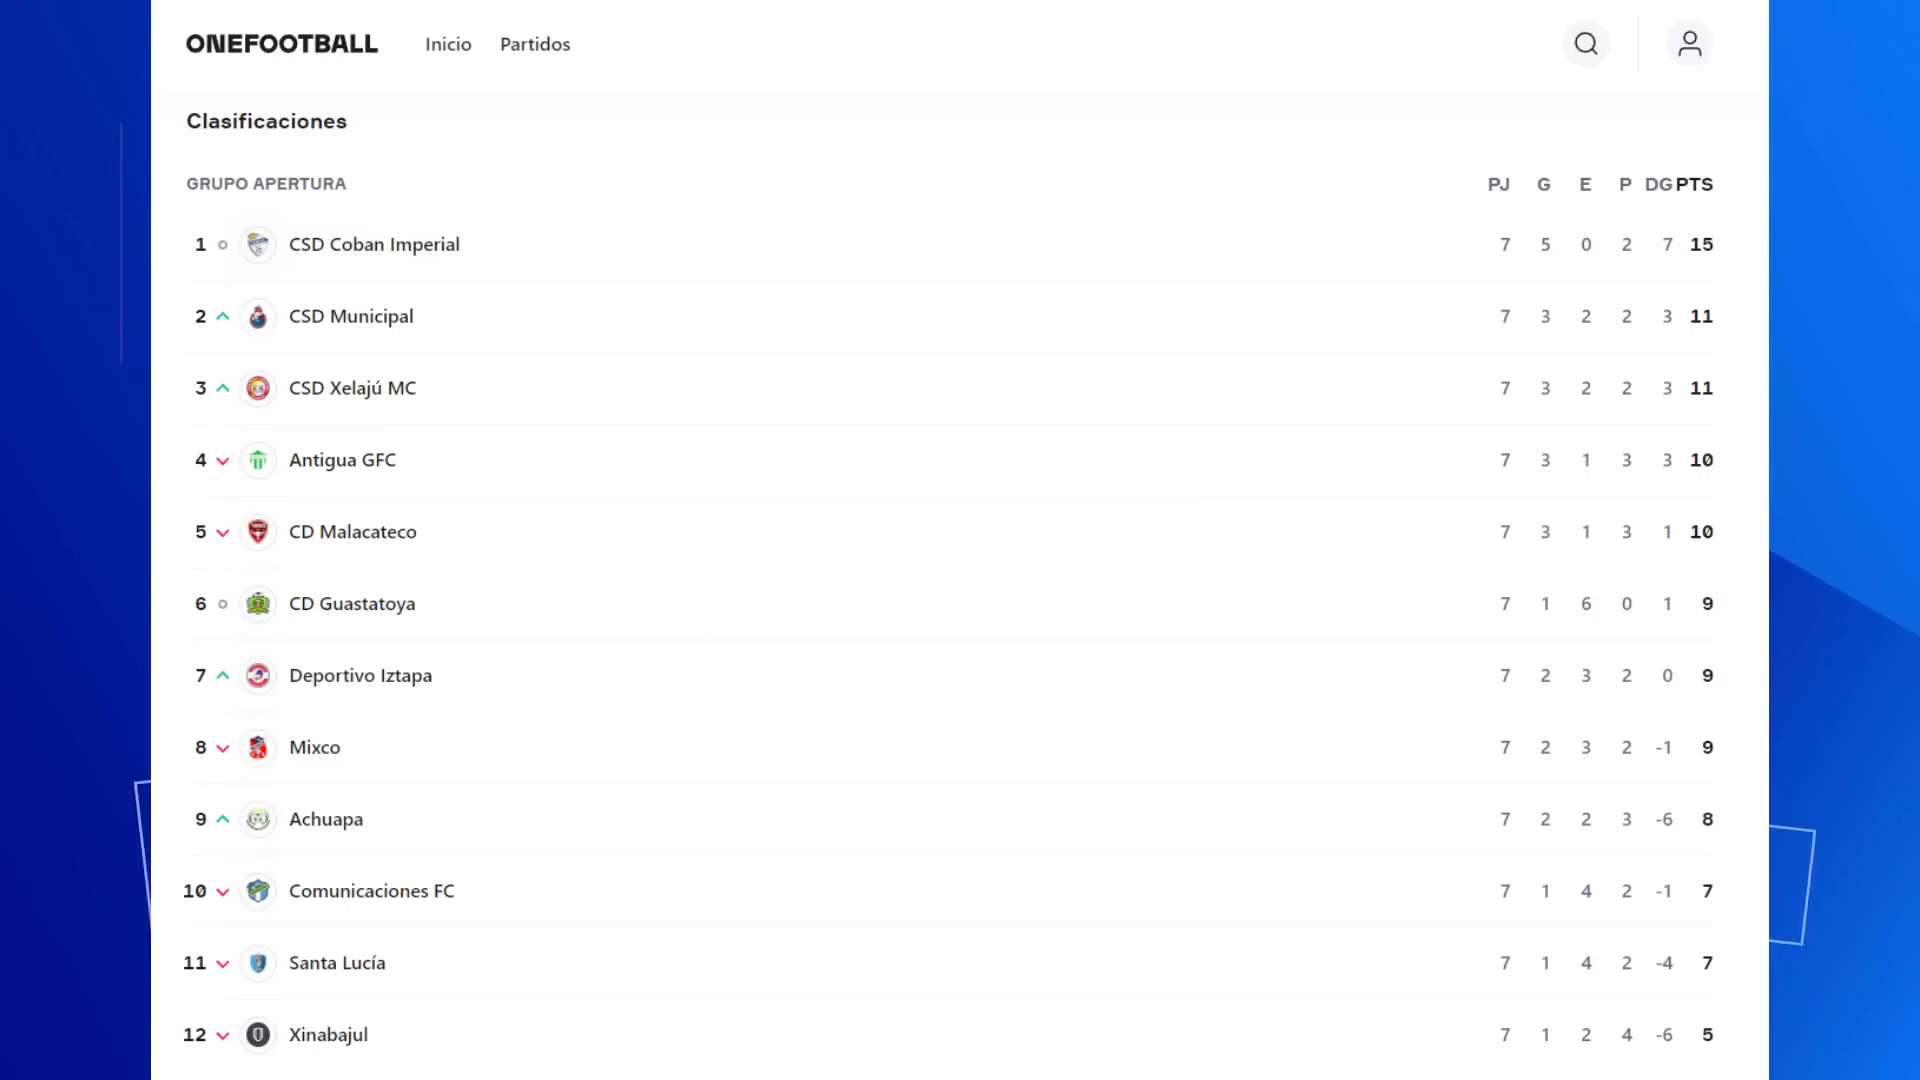 ONEFOOTBALL Inicio Partidos
Clasificaciones
GRUPO APERTURA PJ G E P DG PTS
1 CSD Coban Imperial 7 5 0 2 7 15
2 CSD Municipal 7 3 2 2 3 11
3 CSD Xelajú MC 7 3 2 2 3 11
4 Antigua GFC 7 3 1 3 3 10
5 CD Malacateco 7 3 1 3 1 10
6 CD Guastatoya 7 1 6 0 1 9
7 Deportivo Iztapa 7 2 3 2 0 9
8 Mixco 7 2 3 2 -1 9
9 Achuapa 7 2 2 3 -6 8
10 Comunicaciones FC 7 1 4 2 -1 7
11 Santa Lucía 7 1 4 2 -4 7
12 Xinabajul 7 1 2 4 -6 5